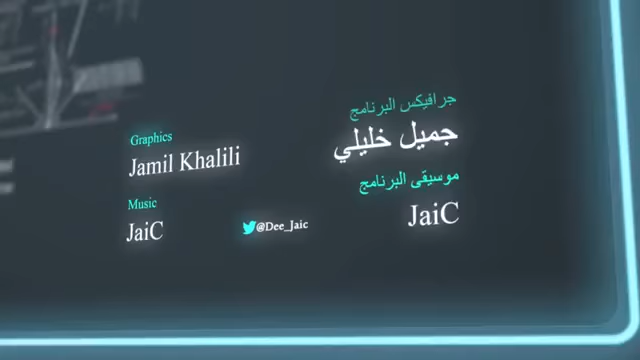 Graphics
Jamil Khalili
Music
JaiC
@Dee_Jaic
جرافيكس البرنامج
جميل خليلي
موسيقى البرنامج
JaiC